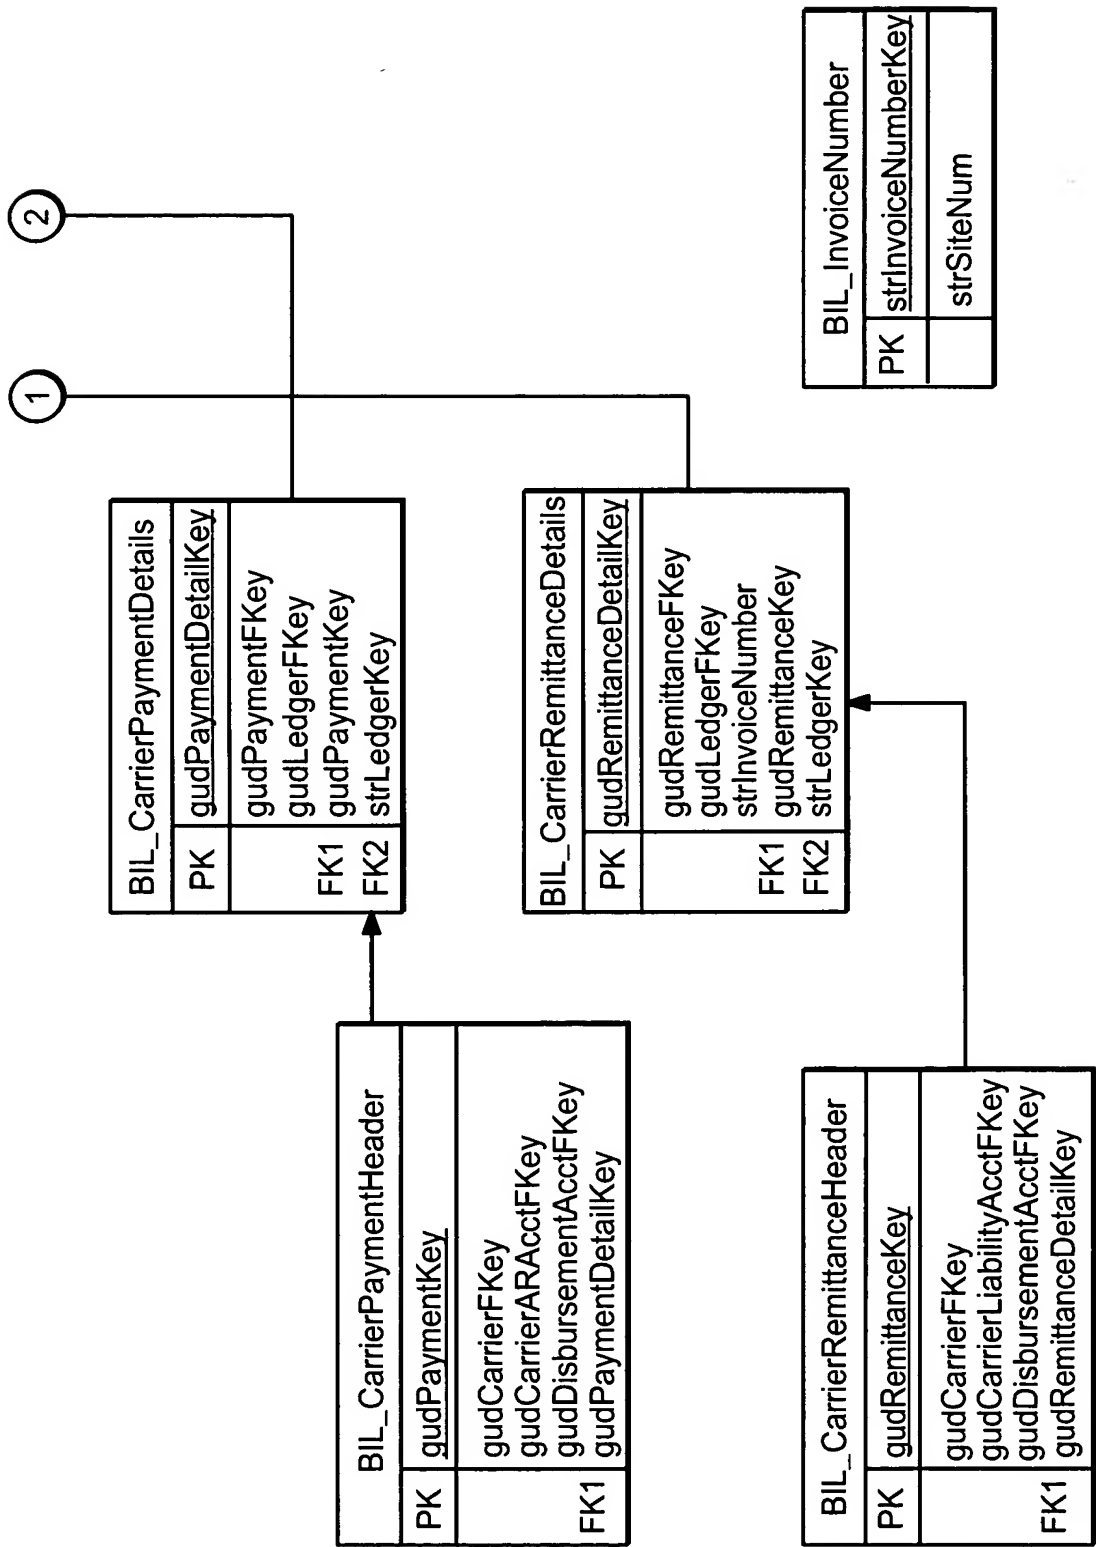 BIL_CarrierPaymentHeader
PK gudPaymentKey
gudCarrierFKey
gudCarrierARAcctFKey
gudDisbursementAcctFKey
FK1 gudPaymentDetailKey
BIL_CarrierPaymentDetails
PK gudPaymentDetailKey
gudPaymentFKey
gudLedgerFKey
FK1 gudPaymentKey
FK2 strLedgerKey
2
1
BIL_CarrierRemittanceDetails
PK gudRemittanceDetailKey
gudRemittanceFKey
gudLedgerFKey
strInvoiceNumber
FK1 gudRemittanceKey
FK2 strLedgerKey
BIL_CarrierRemittanceHeader
PK gudRemittanceKey
gudCarrierFKey
gudCarrierLiabilityAcctFKey
gudDisbursementAcctFKey
FK1 gudRemittanceDetailKey
BIL_InvoiceNumber
PK strInvoiceNumberKey
strSiteNum